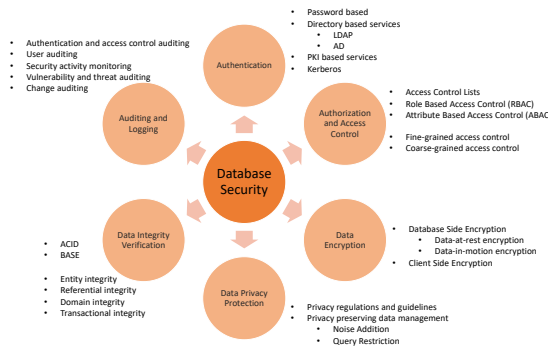 Password based
Directory based services
LDAP
AD
PKI based services
Kerberos
Authentication and access control auditing
User auditing
Security activity monitoring
Vulnerability and threat auditing
Change auditing
Authentication
Access Control Lists
Role Based Access Control (RBAC)
Attribute Based Access Control (ABAC
Fine-grained access control
Coarse-grained access control
Auditing and
Logging
Authorization
and Access
Control
Database
Security
Data Integrity
Verification
Data
Encryption
Database Side Encryption
Data-at-rest encryption
Data-in-motion encryption
Client Side Encryption
ACID
BASE
Entity integrity
Referential integrity
Domain integrity
Transactional integrity
Data Privacy
Protection
Privacy regulations and guidelines
Privacy preserving data management
Noise Addition
Query Restriction